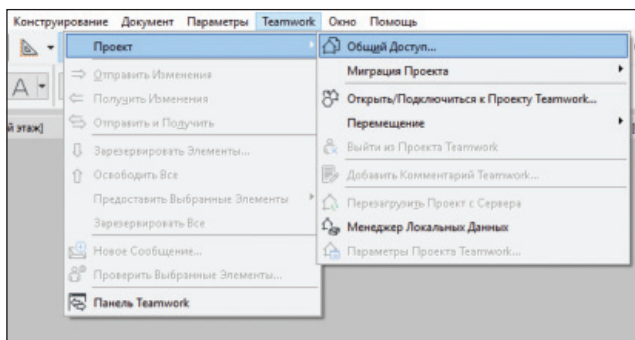 Конструирование Документ Параметры Teamwork Окно Помощь
Проект
Отправить Изменения
Получить Изменения
Отправить и Получить
Зарезервировать Элементы...
Освободить Все
Предоставить Выбранные Элементы
Зарезервировать Все
Новое Сообщение...
Проверить Выбранные Элементы...
Панель Teamwork
Общий Доступ...
Миграция Проекта
Открыть/Подключиться к Проекту Teamwork...
Перемещение
Выйти из Проекта Teamwork
Добавить Комментарий Teamwork...
Перезагрузить Проект с Сервера
Менеджер Локальных Данных
Параметры Проекта Teamwork...
A
й этаж]